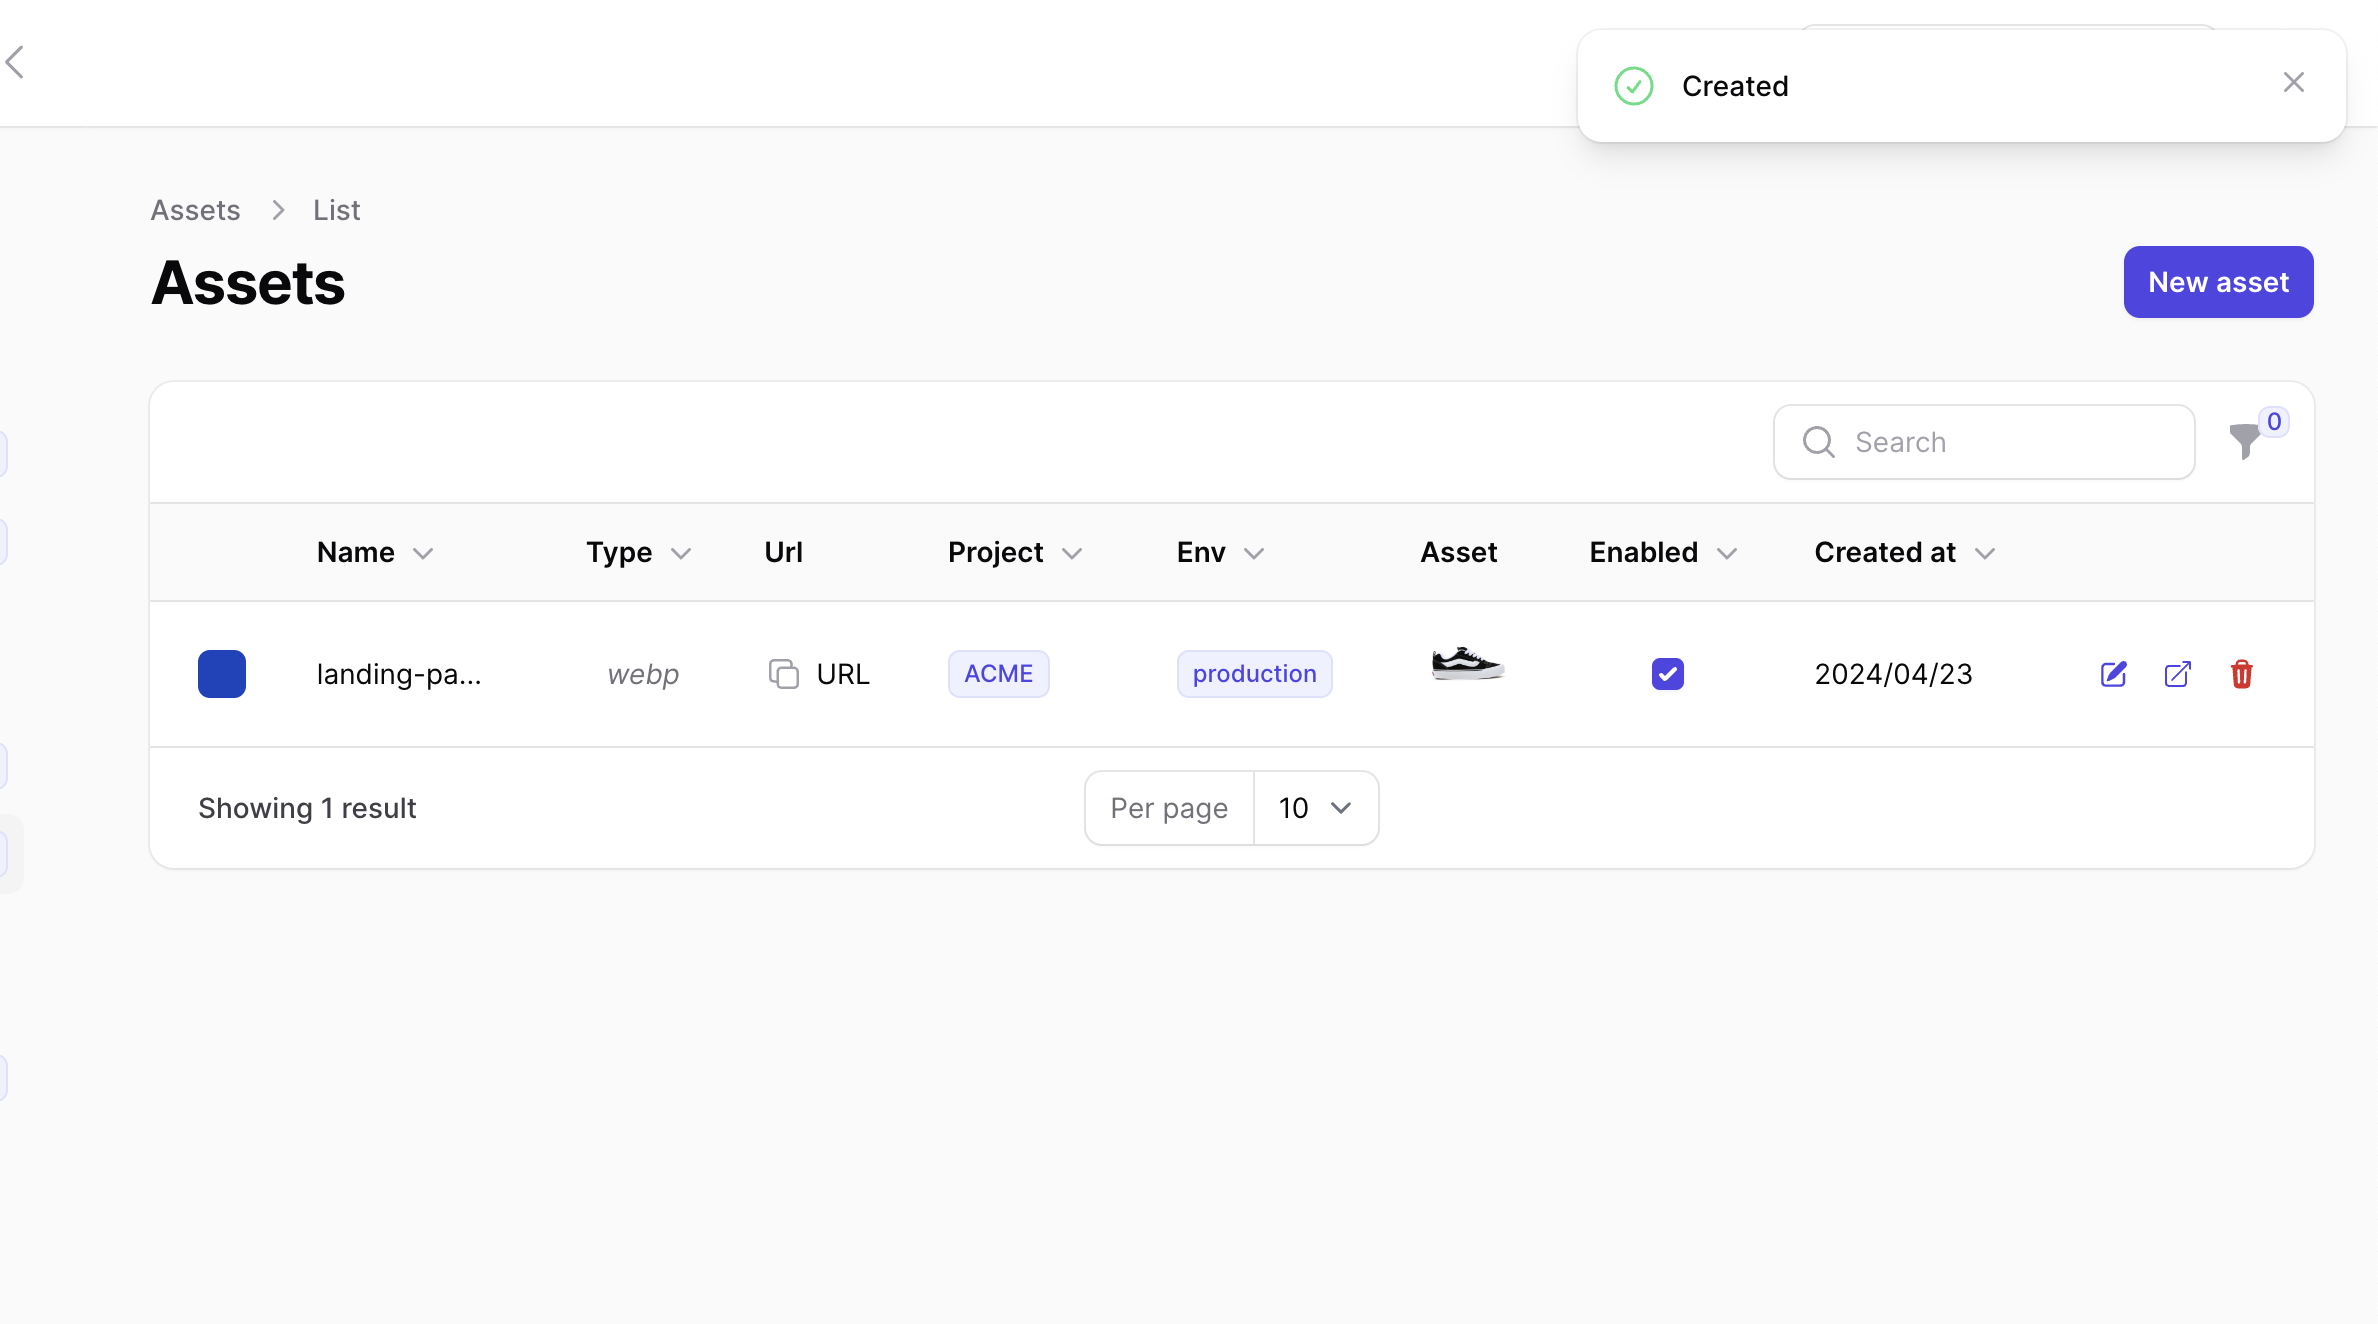 Created
Assets List
Assets
New asset
Search
0
Name Type Url Project Env Asset Enabled Created at
landing-pa... webp URL ACME production 2024/04/23
Showing 1 result
Per page 10